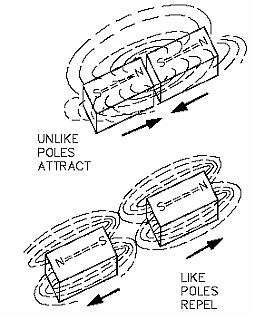 S N S N
UNLIKE
POLES
ATTRACT
S N
N S
LIKE
POLES
REPEL